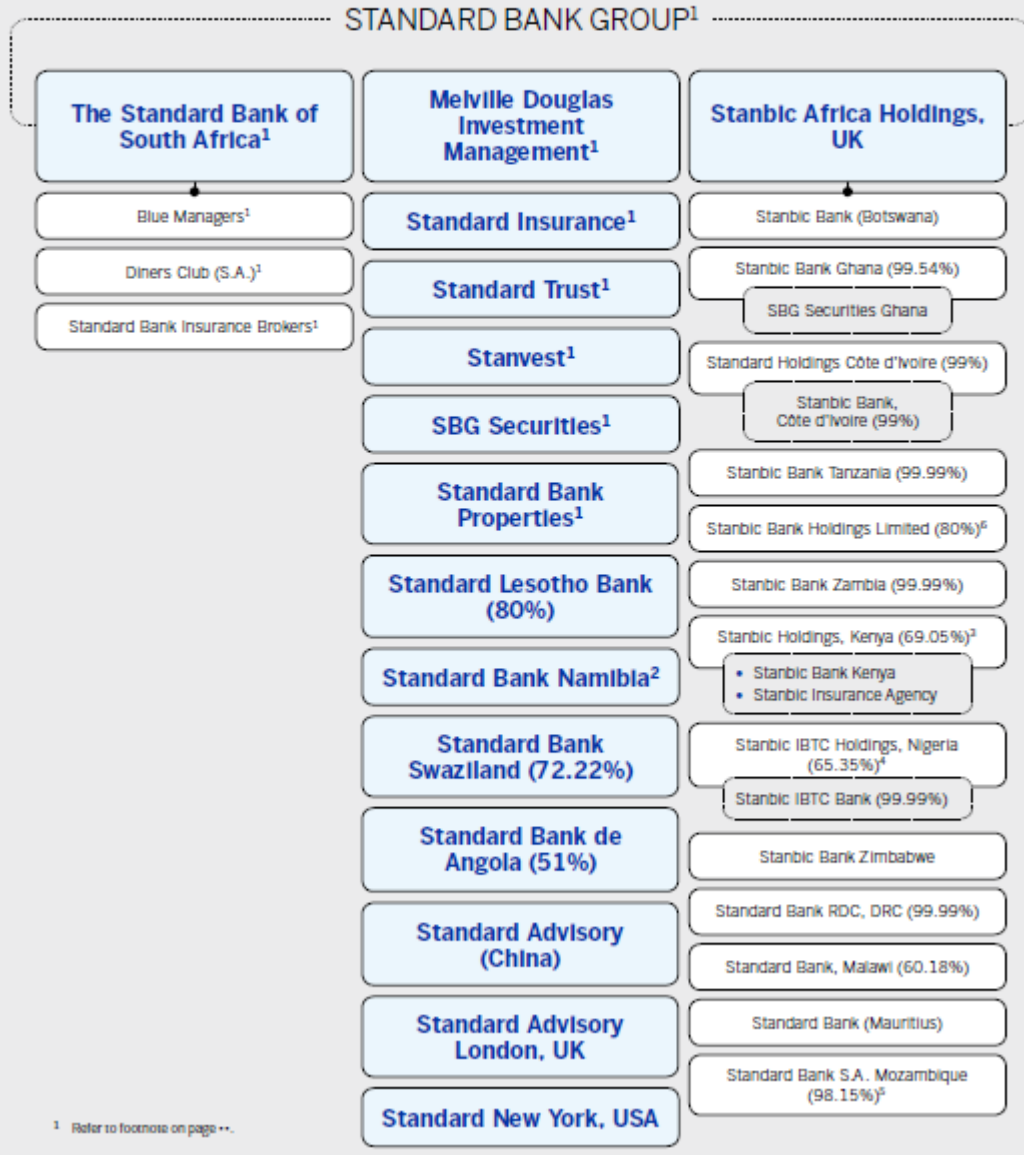 STANDARD BANK GROUP¹
The Standard Bank of
South Africa¹
Blue Managers¹
Diners Club (S.A.)¹
Standard Bank Insurance Brokers¹
Melville Douglas
Investment
Management¹
Standard Insurance¹
Standard Trust¹
Stanvest¹
SBG Securities¹
Standard Bank
Properties¹
Standard Lesotho Bank
(80%)
Standard Bank Namibia²
Standard Bank
Swaziland (72.22%)
Standard Bank de
Angola (51%)
Standard Advisory
(China)
Standard Advisory
London, UK
Standard New York, USA
Stanbic Africa Holdings,
UK
Stanbic Bank (Botswana)
Stanbic Bank Ghana (99.54%)
SBG Securities Ghana
Standard Holdings Côte d'Ivoire (99%)
Stanbic Bank,
Côte d'Ivoire (99%)
Stanbic Bank Tanzania (99.99%)
Stanbic Bank Holdings Limited (80%)⁶
Stanbic Bank Zambia (99.99%)
Stanbic Holdings, Kenya (69.05%)³
• Stanbic Bank Kenya
• Stanbic Insurance Agency
Stanbic IBTC Holdings, Nigeria
(65.35%)⁴
Stanbic IBTC Bank (99.99%)
Stanbic Bank Zimbabwe
Standard Bank RDC, DRC (99.99%)
Standard Bank, Malawi (60.18%)
Standard Bank (Mauritius)
Standard Bank S.A. Mozambique
(98.15%)⁵
¹ Refer to footnote on page ••.